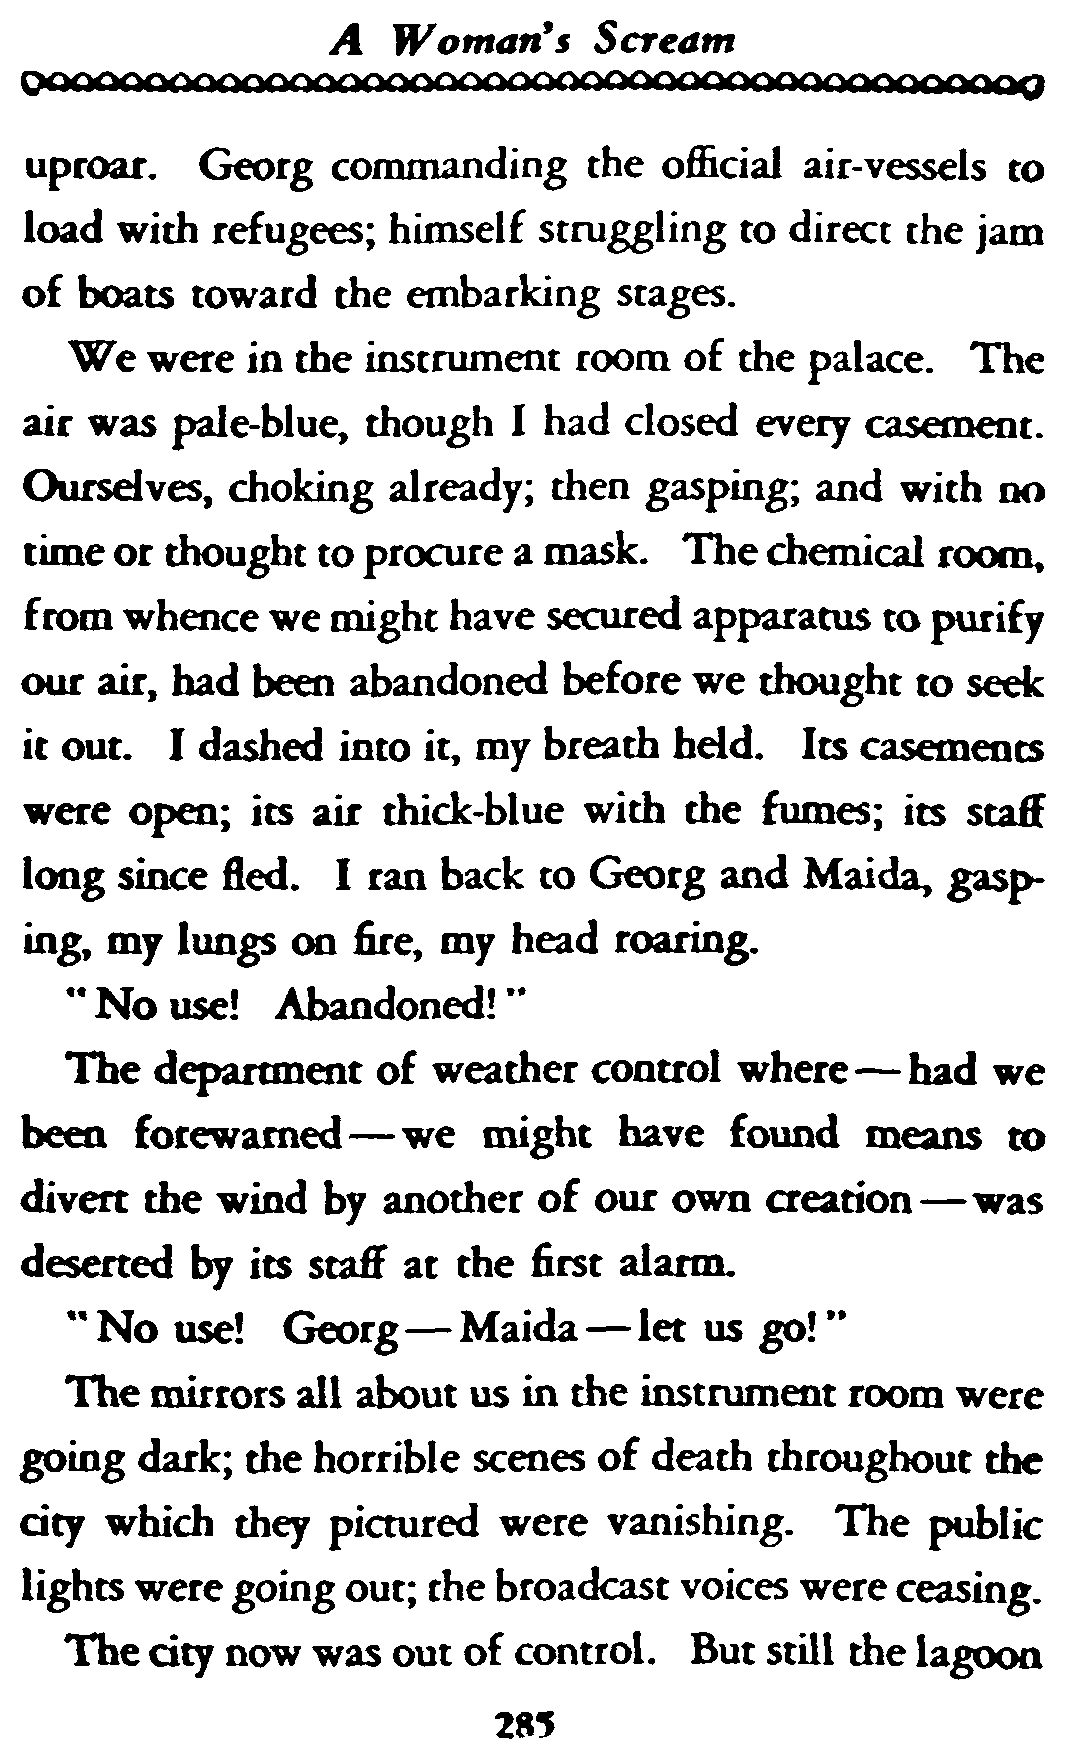 A Woman's Scream
uproar. Georg commanding the official air-vessels to
load with refugees; himself struggling to direct the jam
of boats toward the embarking stages.
We were in the instrument room of the palace. The
air was pale-blue, though I had closed every casement.
Ourselves, choking already; then gasping; and with no
time or thought to procure a mask. The chemical room,
from whence we might have secured apparatus to purify
our air, had been abandoned before we thought to seek
it out. I dashed into it, my breath held. Its casements
were open; its air thick-blue with the fumes; its staff
long since fled. I ran back to Georg and Maida, gasp-
ing, my lungs on fire, my head roaring.
"No use! Abandoned!"
The department of weather control where—had we
been forewarned—we might have found means to
divert the wind by another of our own creation—was
deserted by its staff at the first alarm.
"No use! Georg—Maida—let us go!"
The mirrors all about us in the instrument room were
going dark; the horrible scenes of death throughout the
city which they pictured were vanishing. The public
lights were going out; the broadcast voices were ceasing.
The city now was out of control. But still the lagoon
285